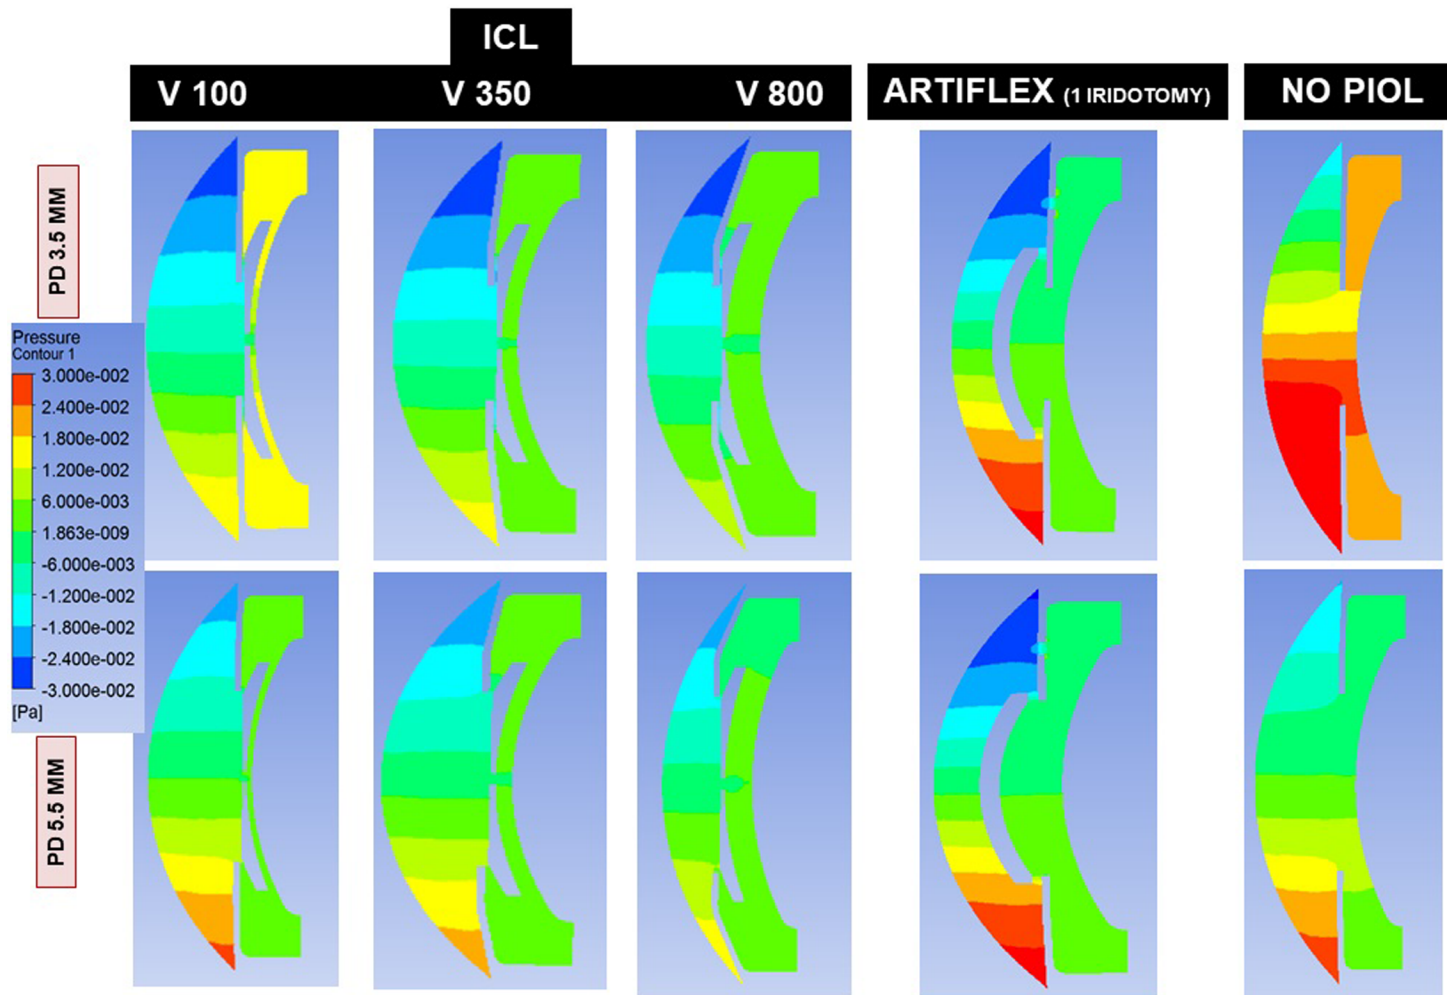 ICL
V 100
V 350
V 800
ARTIFLEX (1 IRIDOTOMY)
NO PIOL
PD 3.5 MM
Pressure
Contour 1
3.000e-002
2.400e-002
1.800e-002
1.200e-002
6.000e-003
1.863e-009
-6.000e-003
-1.200e-002
-1.800e-002
-2.400e-002
-3.000e-002
[Pa]
PD 5.5 MM